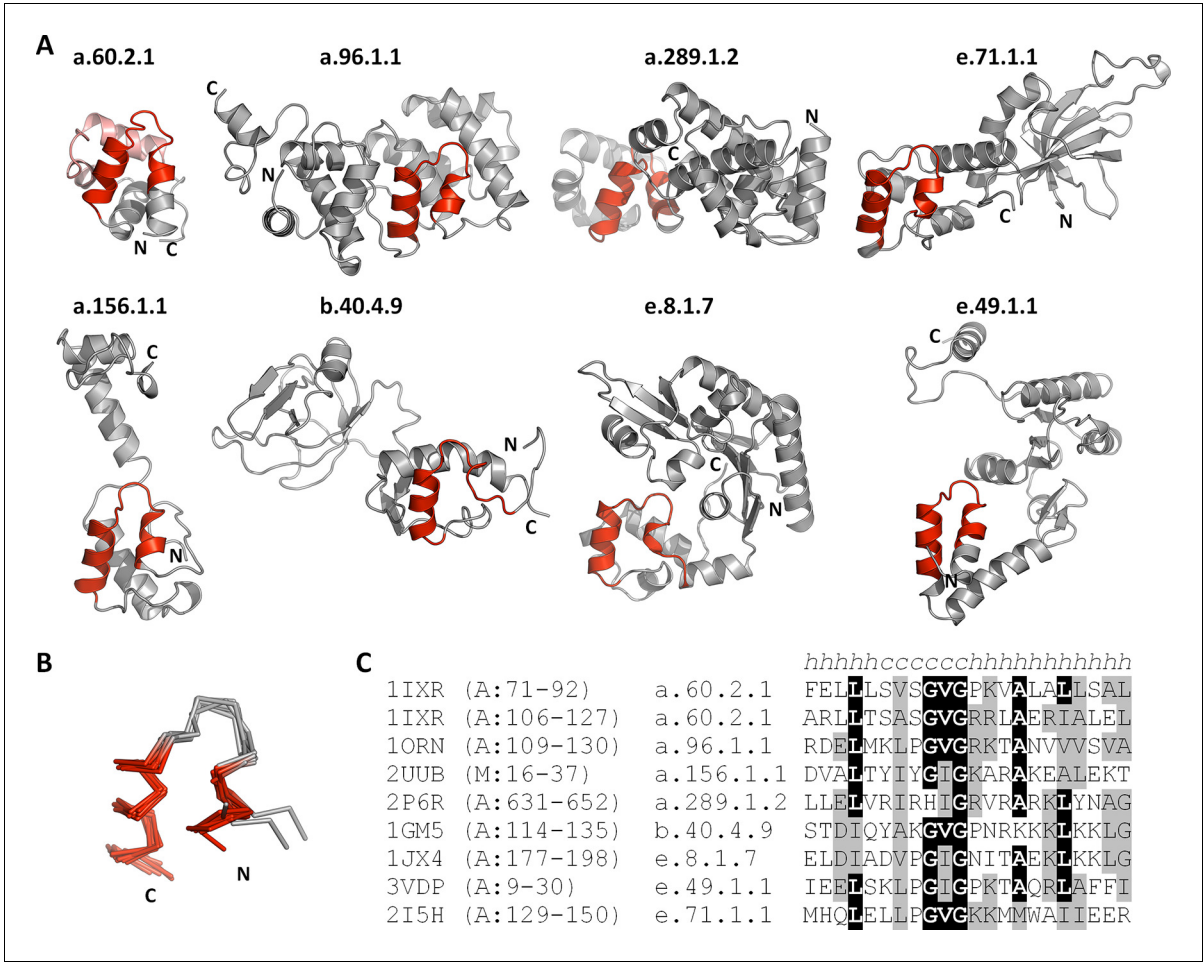 A
a.60.2.1 a.96.1.1 a.289.1.2 e.71.1.1
C N N C N C C N
N C
a.156.1.1 b.40.4.9 e.8.1.7 e.49.1.1
C N N C C N C N
B
C N
C
hhhhhccccccchhhhhhhhhh
1IXR (A:71-92) a.60.2.1 FELLLSVSGVGPKVALALLSAL
1IXR (A:106-127) a.60.2.1 ARLLTSASGVGRRLAERIALEL
1ORN (A:109-130) a.96.1.1 RDELMKLPGVGRKTANVVVSVA
2UUB (M:16-37) a.156.1.1 DVALTYIYGIGKARAKEALEKT
2P6R (A:631-652) a.289.1.2 LLELVRIRHIGRVRARKLYNAG
1GM5 (A:114-135) b.40.4.9 STDIQYAKGVGPNRKKKLKKLG
1JX4 (A:177-198) e.8.1.7 ELDIADVPGIGNITAEKLKKLG
3VDP (A:9-30) e.49.1.1 IEELSKLPGIGPKTAQRLAFFI
2I5H (A:129-150) e.71.1.1 MHQLELLPGVGKKMMWAIIEER